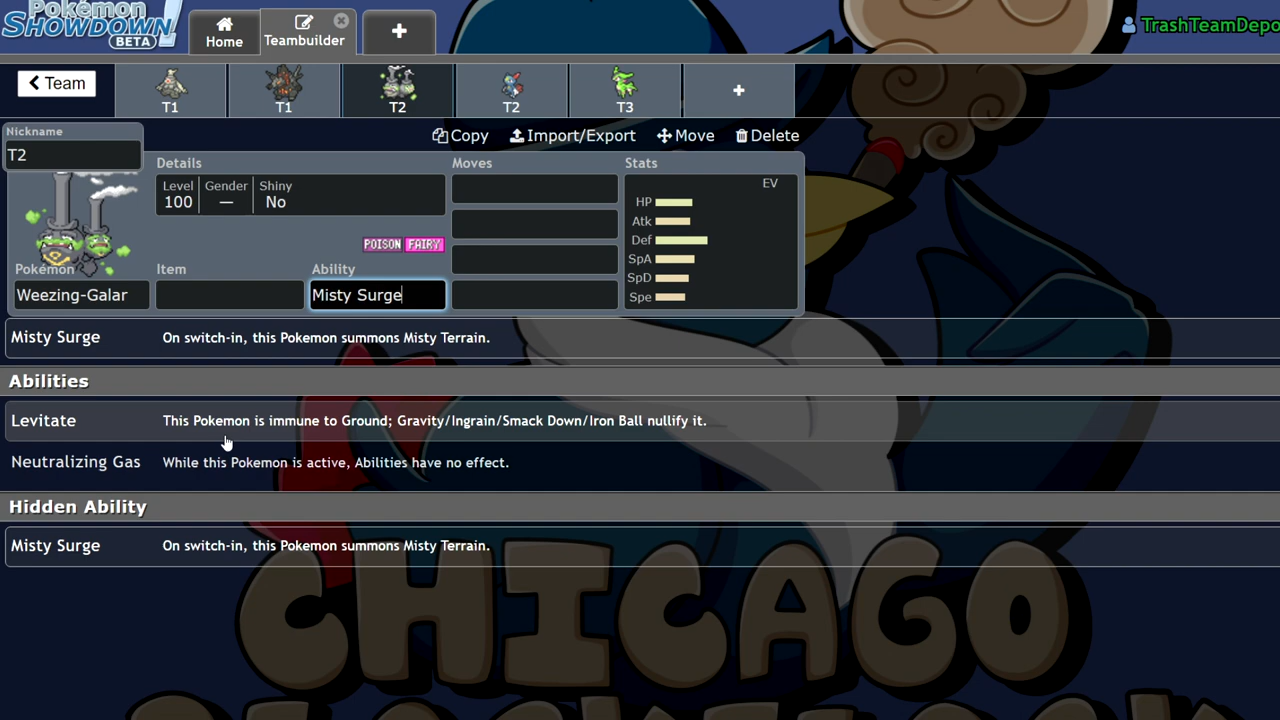 Pokémon
SHOWDOWN!
BETA
Home
Teambuilder
TrashTeamDepo
Team
T1
T1
T2
T2
T3
Nickname
T2
Copy
Import/Export
Move
Delete
Details
Moves
Stats
Level
Gender
Shiny
100
—
No
EV
HP
Atk
Def
SpA
SpD
Spe
POISON FAIRY
Pokémon
Item
Ability
Weezing-Galar
Misty Surge
Misty Surge On switch-in, this Pokemon summons Misty Terrain.
Abilities
Levitate This Pokemon is immune to Ground; Gravity/Ingrain/Smack Down/Iron Ball nullify it.
Neutralizing Gas While this Pokemon is active, Abilities have no effect.
Hidden Ability
Misty Surge On switch-in, this Pokemon summons Misty Terrain.
CHICAGO